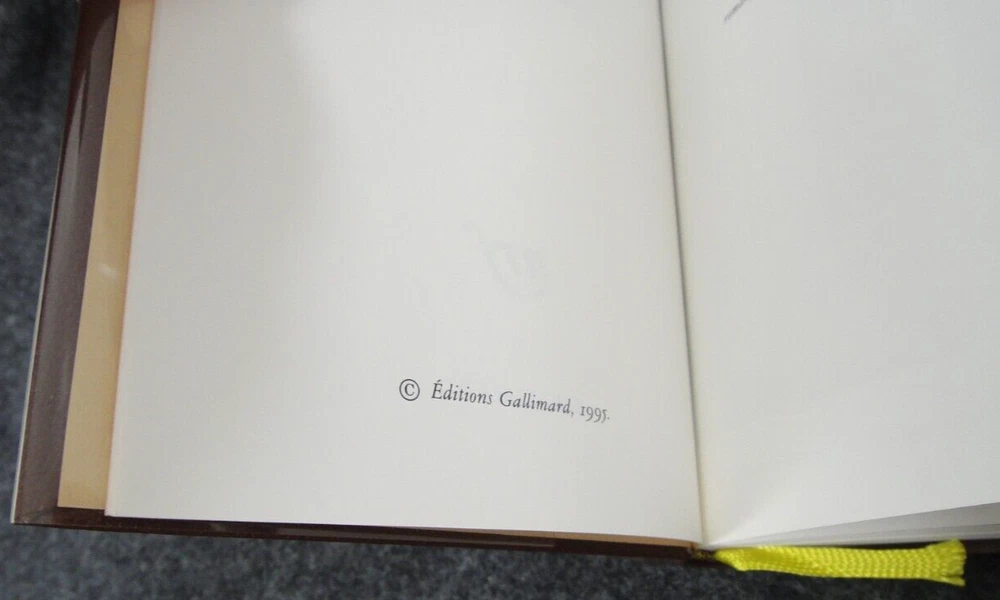 © Éditions Gallimard, 1995.